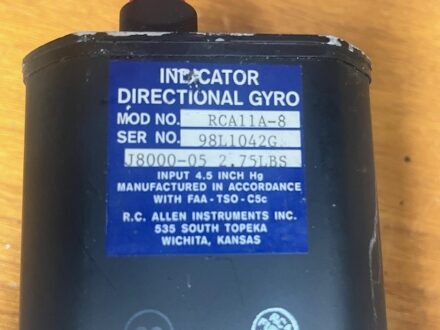 INDICATOR
DIRECTIONAL GYRO
MOD NO. RCA11A-8
SER NO. 98L1042G
J8000-05 2.75LBS
INPUT 4.5 INCH Hg
MANUFACTURED IN ACCORDANCE
WITH FAA - TSO - C5c
R.C. ALLEN INSTRUMENTS INC.
535 SOUTH TOPEKA
WICHITA, KANSAS